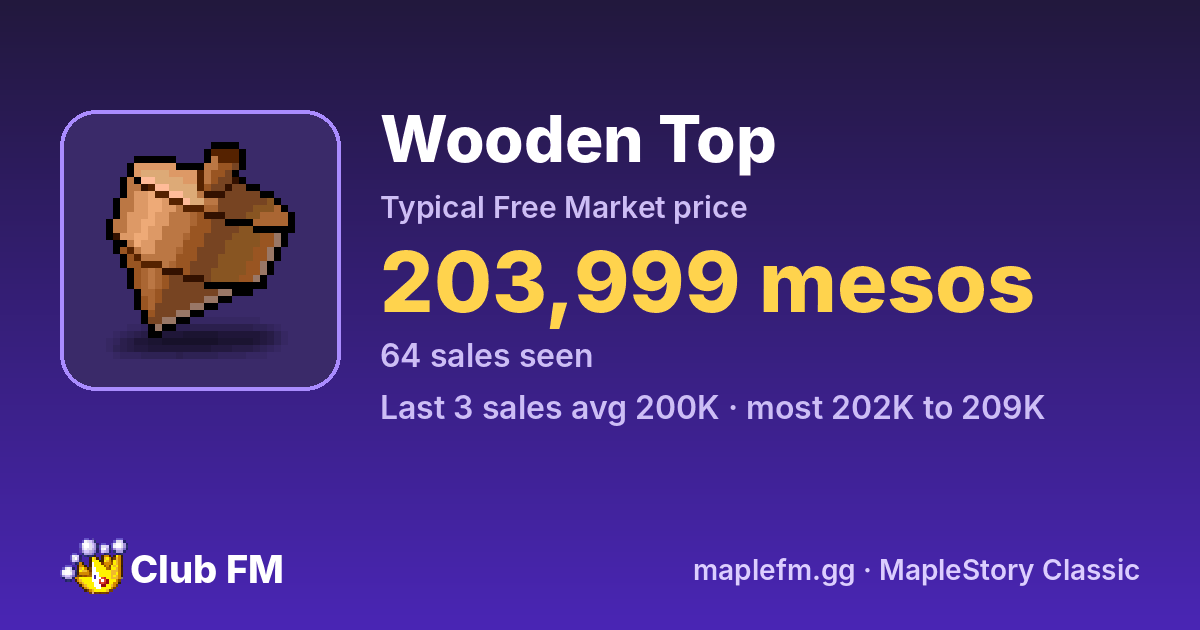 Wooden Top
Typical Free Market price
203,999 mesos
64 sales seen
Last 3 sales avg 200K · most 202K to 209K
Club FM
maplefm.gg · MapleStory Classic